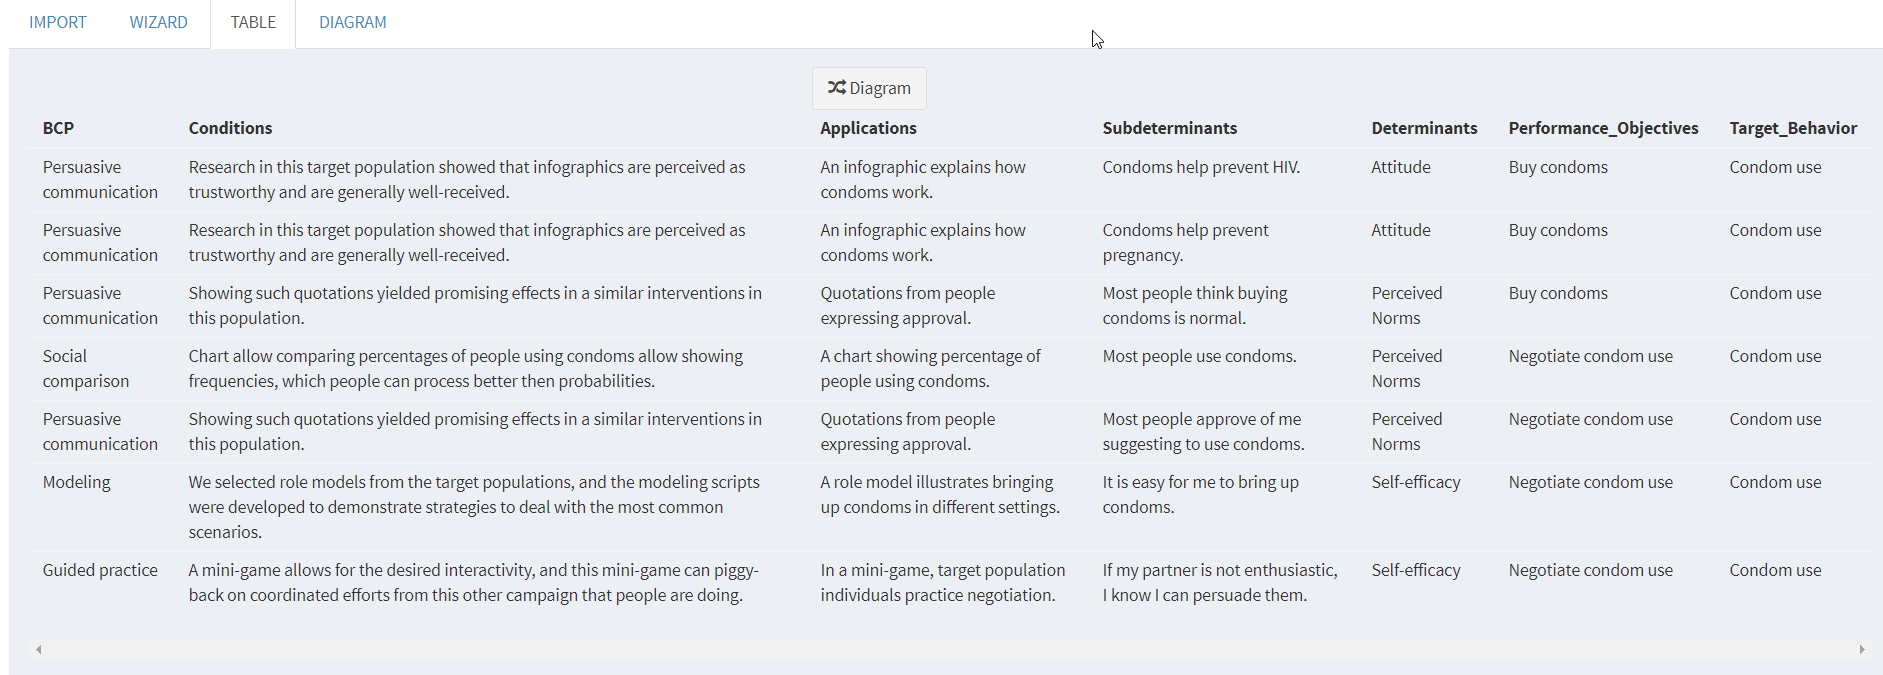 IMPORT WIZARD TABLE DIAGRAM
Diagram
BCP Conditions Applications Subdeterminants Determinants Performance_Objectives Target_Behavior
Persuasive Research in this target population showed that infographics are perceived as An infographic explains how Condoms help prevent HIV. Attitude Buy condoms Condom use
communication trustworthy and are generally well-received. condoms work.
Persuasive Research in this target population showed that infographics are perceived as An infographic explains how Condoms help prevent Attitude Buy condoms Condom use
communication trustworthy and are generally well-received. condoms work. pregnancy.
Persuasive Showing such quotations yielded promising effects in a similar interventions in Quotations from people Most people think buying Perceived Buy condoms Condom use
communication this population. expressing approval. condoms is normal. Norms
Social Chart allow comparing percentages of people using condoms allow showing A chart showing percentage of Most people use condoms. Perceived Negotiate condom use Condom use
comparison frequencies, which people can process better then probabilities. people using condoms. Norms
Persuasive Showing such quotations yielded promising effects in a similar interventions in Quotations from people Most people approve of me Perceived Negotiate condom use Condom use
communication this population. expressing approval. suggesting to use condoms. Norms
Modeling We selected role models from the target populations, and the modeling scripts A role model illustrates bringing It is easy for me to bring up Self-efficacy Negotiate condom use Condom use
were developed to demonstrate strategies to deal with the most common up condoms in different settings. condoms.
scenarios.
Guided practice A mini-game allows for the desired interactivity, and this mini-game can piggy- In a mini-game, target population If my partner is not enthusiastic, Self-efficacy Negotiate condom use Condom use
back on coordinated efforts from this other campaign that people are doing. individuals practice negotiation. I know I can persuade them.